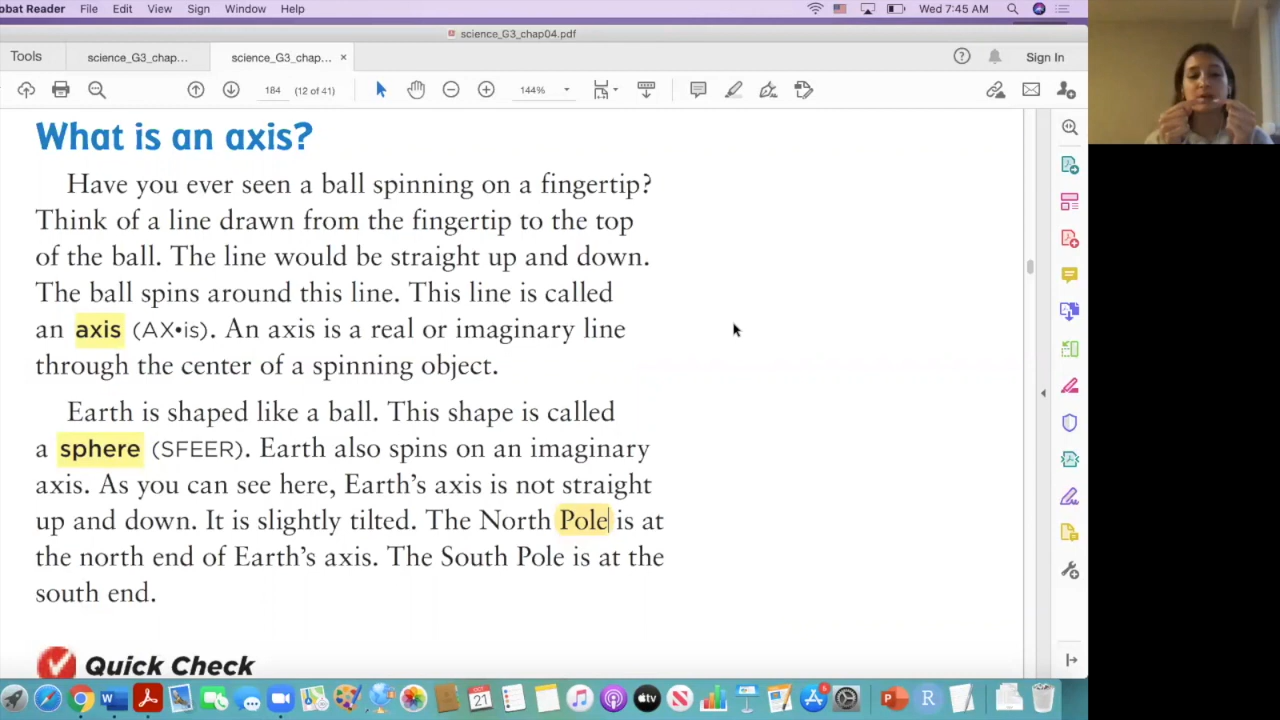 obat Reader File Edit View Sign Window Help Wed 7:45 AM
science_G3_chap04.pdf
Tools science_G3_chap... science_G3_chap... × Sign In
184 (12 of 41) 144%
What is an axis?
Have you ever seen a ball spinning on a fingertip?
Think of a line drawn from the fingertip to the top
of the ball. The line would be straight up and down.
The ball spins around this line. This line is called
an axis (AX•is). An axis is a real or imaginary line
through the center of a spinning object.
Earth is shaped like a ball. This shape is called
a sphere (SFEER). Earth also spins on an imaginary
axis. As you can see here, Earth's axis is not straight
up and down. It is slightly tilted. The North Pole is at
the north end of Earth's axis. The South Pole is at the
south end.
Quick Check